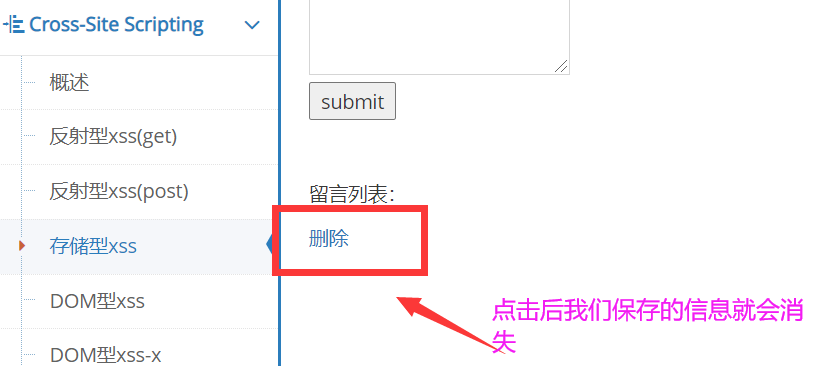 Cross-Site Scripting
概述
反射型xss(get)
反射型xss(post)
存储型xss
DOM型xss
DOM型xss-x
submit
留言列表:
删除
点击后我们保存的信息就会消
失